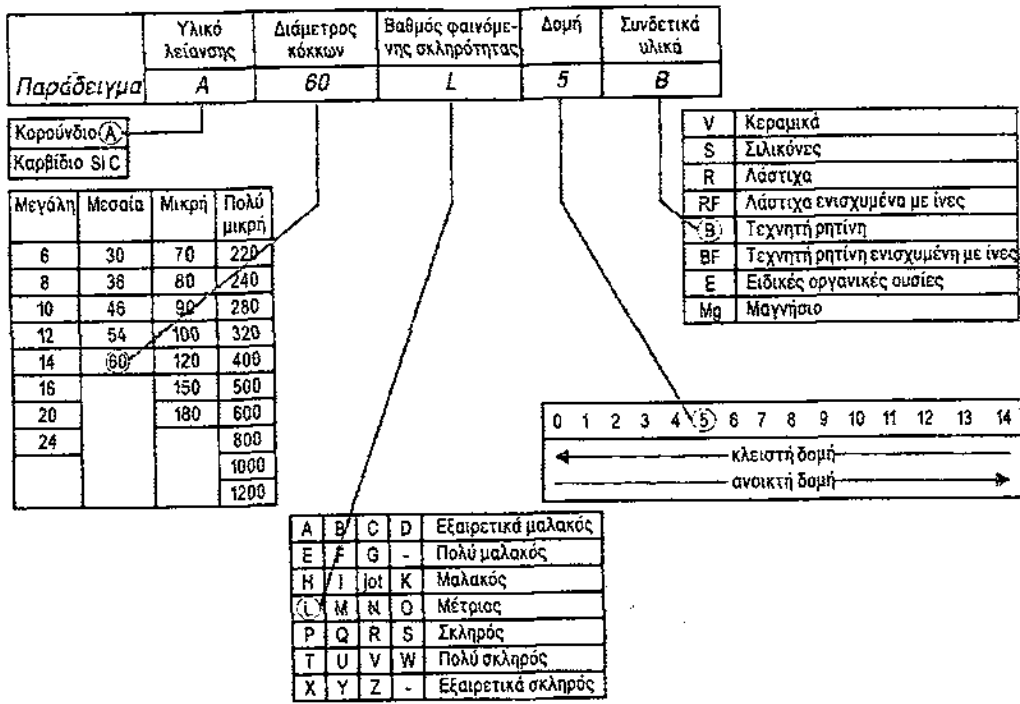 Υλικό λείανσης Διάμετρος κόκκων Βαθμός φαινόμε-νης σκληρότητας Δομή Συνδετικά υλικά
Παράδειγμα A 60 L 5 B
Κορούνδιο A
Καρβίδιο SI C
Μεγάλη Μεσαία Μικρή Πολύ μικρή
6 30 70 220
8 36 80 240
10 46 90 280
12 54 100 320
14 60 120 400
16 150 500
20 180 600
24 800
1000
1200
V Κεραμικά
S Σιλικόνες
R Λάστιχα
RF Λάστιχα ενισχυμένα με ίνες
B Τεχνητή ρητίνη
BF Τεχνητή ρητίνη ενισχυμένη με ίνες
E Ειδικές οργανικές ουσίες
Mg Μαγνήσιο
0 1 2 3 4 5 6 7 8 9 10 11 12 13 14
κλειστή δομή
ανοικτή δομή
A B C D Εξαιρετικά μαλακός
E F G - Πολύ μαλακός
H I jot K Μαλακός
L M N O Μέτριος
P Q R S Σκληρός
T U V W Πολύ σκληρός
X Y Z - Εξαιρετικά σκληρός